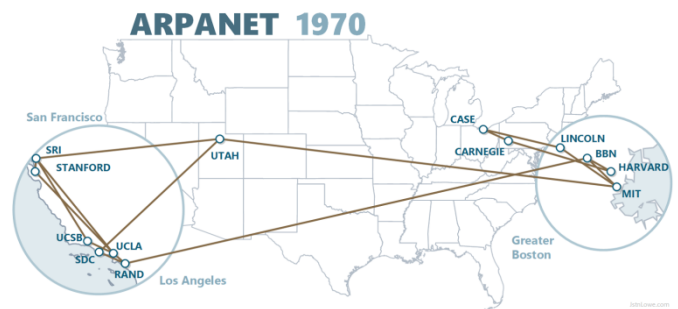 ARPANET 1970
San Francisco
SRI
STANFORD
UTAH
CASE
CARNEGIE
LINCOLN
BBN
HARVARD
MIT
UCSB
UCLA
SDC
RAND
Los Angeles
Greater
Boston